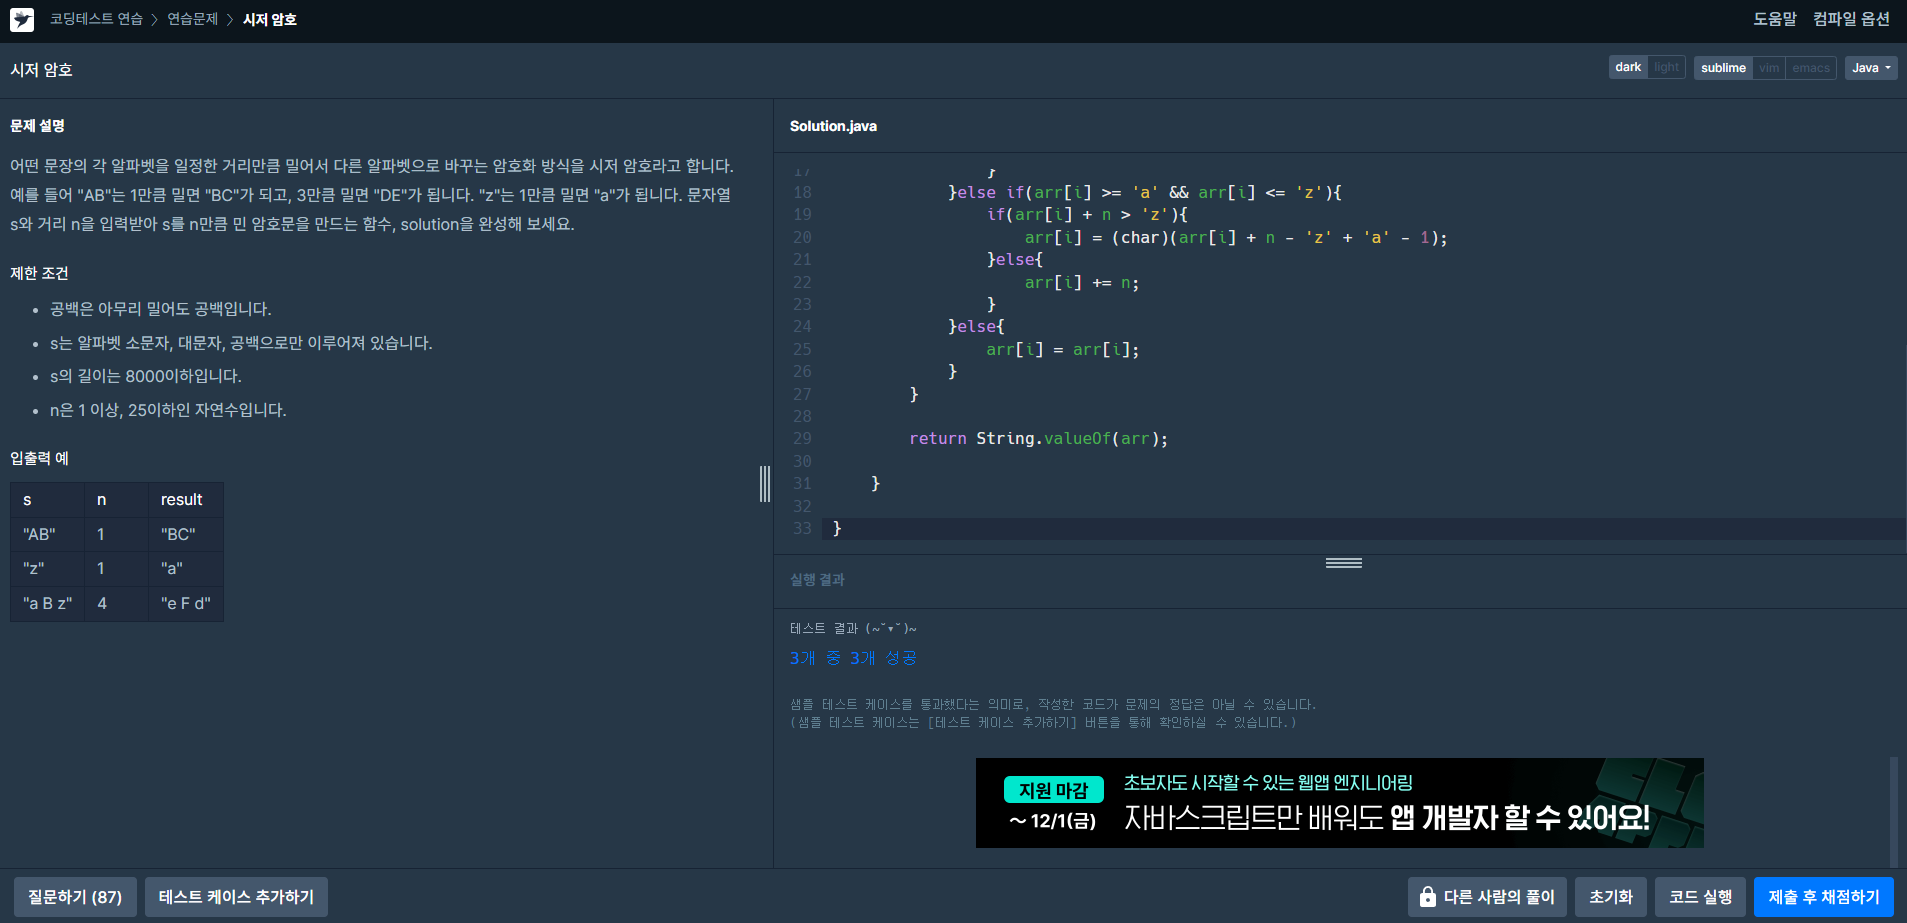 코딩테스트 연습 > 연습문제 > 시저 암호
도움말 컴파일 옵션
시저 암호
dark light sublime vim emacs Java
문제 설명
어떤 문장의 각 알파벳을 일정한 거리만큼 밀어서 다른 알파벳으로 바꾸는 암호화 방식을 시저 암호라고 합니다.
예를 들어 "AB"는 1만큼 밀면 "BC"가 되고, 3만큼 밀면 "DE"가 됩니다. "z"는 1만큼 밀면 "a"가 됩니다. 문자열
s와 거리 n을 입력받아 s를 n만큼 민 암호문을 만드는 함수, solution을 완성해 보세요.
제한 조건
• 공백은 아무리 밀어도 공백입니다.
• s는 알파벳 소문자, 대문자, 공백으로만 이루어져 있습니다.
• s의 길이는 8000이하입니다.
• n은 1 이상, 25이하인 자연수입니다.
입출력 예
s n result
"AB" 1 "BC"
"z" 1 "a"
"a B z" 4 "e F d"
Solution.java
17                 }
18             }else if(arr[i] >= 'a' && arr[i] <= 'z'){
19                 if(arr[i] + n > 'z'){
20                     arr[i] = (char)(arr[i] + n - 'z' + 'a' - 1);
21                 }else{
22                     arr[i] += n;
23                 }
24             }else{
25                 arr[i] = arr[i];
26             }
27         }
28
29         return String.valueOf(arr);
30
31     }
32
33 }
실행 결과
테스트 결과 (~˘▾˘)~
3개 중 3개 성공
샘플 테스트 케이스를 통과했다는 의미로, 작성한 코드가 문제의 정답은 아닐 수 있습니다.
(샘플 테스트 케이스는 [테스트 케이스 추가하기] 버튼을 통해 확인하실 수 있습니다.)
지원 마감
~ 12/1(금)
초보자도 시작할 수 있는 웹앱 엔지니어링
자바스크립트만 배워도 앱 개발자 할 수 있어요!
질문하기 (87) 테스트 케이스 추가하기 다른 사람의 풀이 초기화 코드 실행 제출 후 채점하기